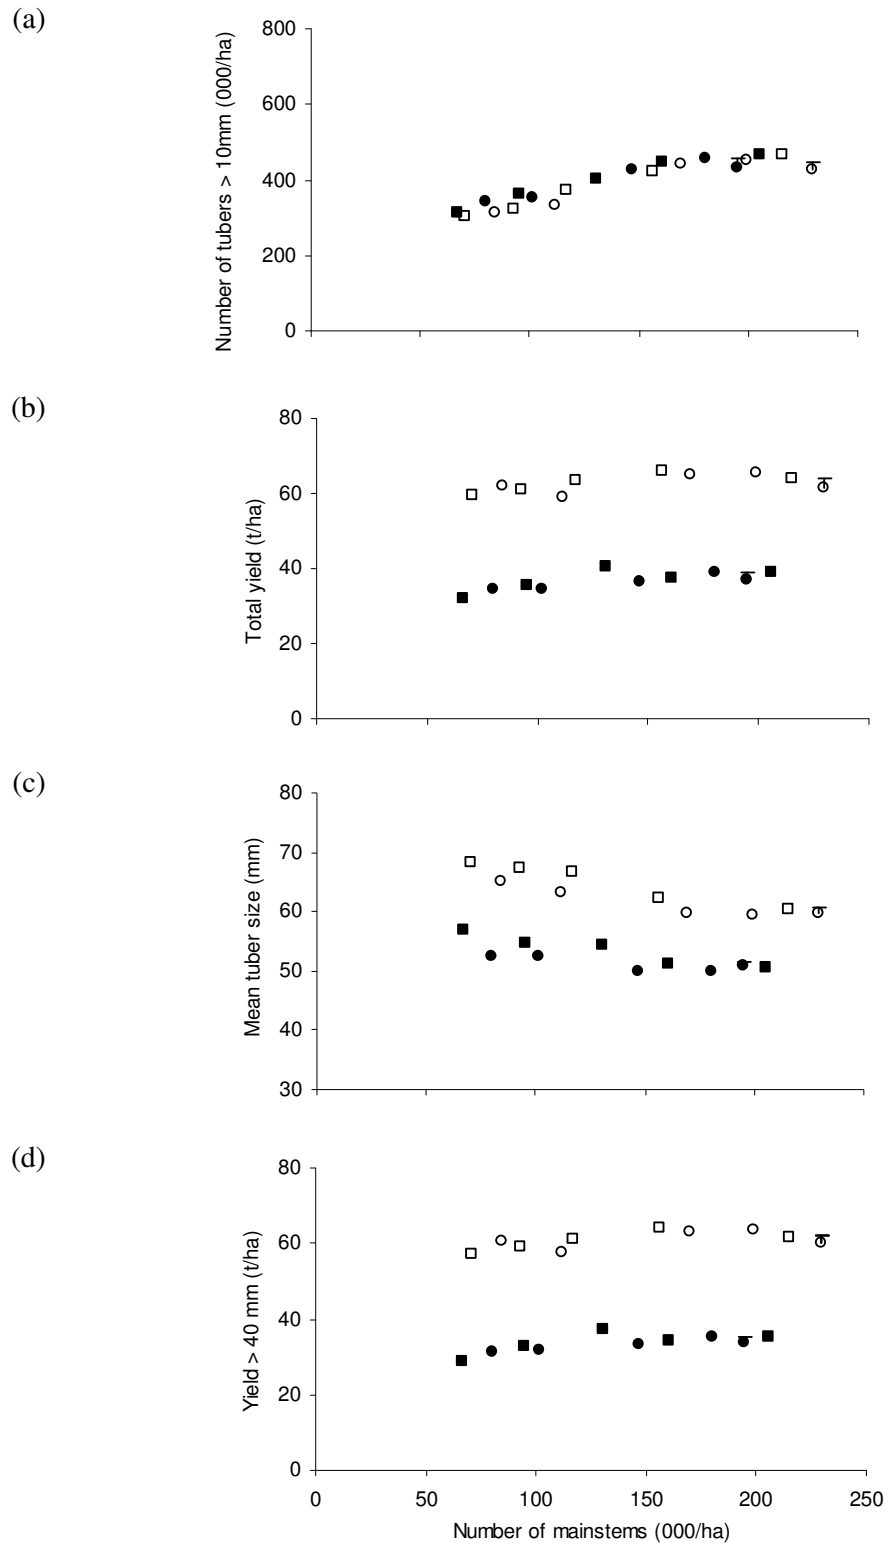 (a)
Number of tubers > 10mm (000/ha)
800
600
400
200
0
(b)
Total yield (t/ha)
80
60
40
20
0
(c)
Mean tuber size (mm)
80
70
60
50
40
30
(d)
Yield > 40 mm (t/ha)
80
60
40
20
0
0 50 100 150 200 250
Number of mainstems (000/ha)